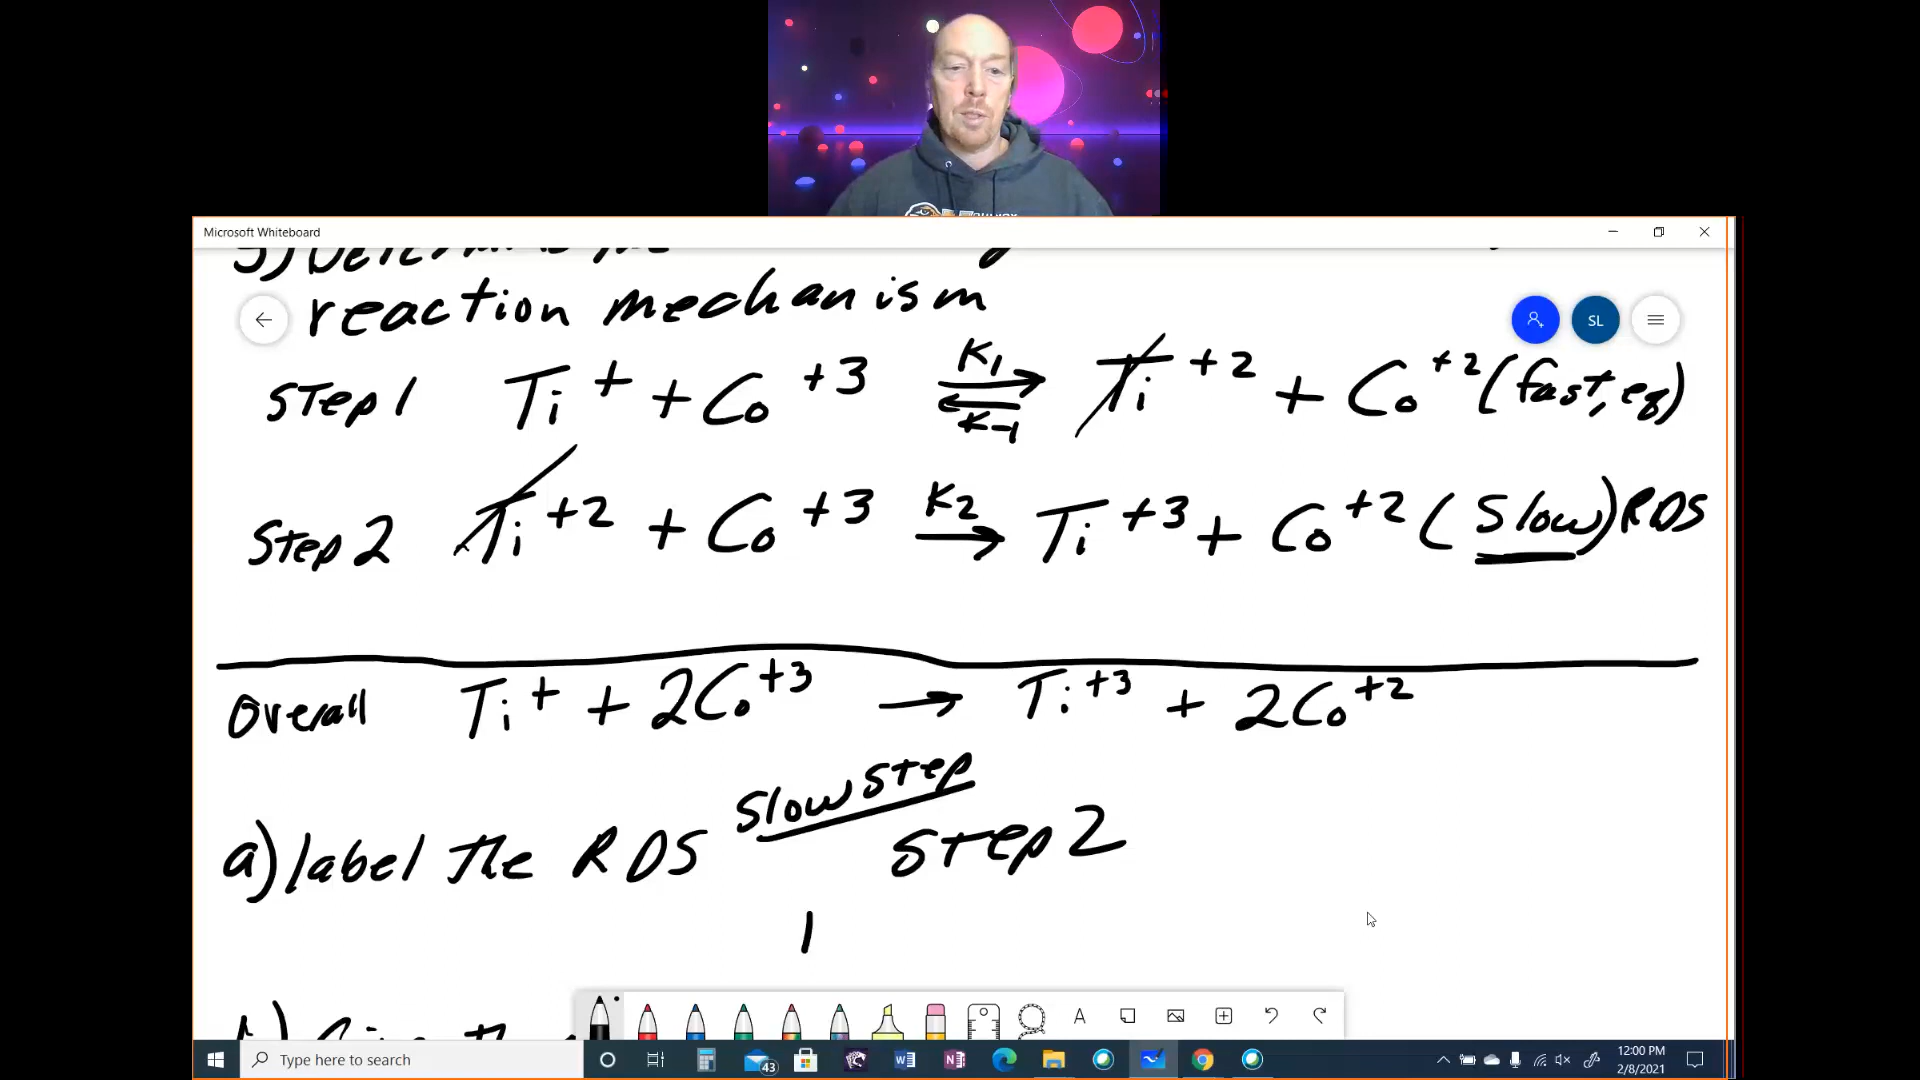 Microsoft Whiteboard
reaction mechanism
SL
Step 1 Ti + + Co +3 K1 K-1 Ti +2 + Co +2 (fast, eq)
Step 2 Ti +2 + Co +3 K2 → Ti +3 + Co +2 (Slow) RDS
Overall Ti + + 2Co +3 → Ti +3 + 2Co +2
slow step
a) label the RDS Step 2
A
Type here to search
43
12:00 PM
2/8/2021